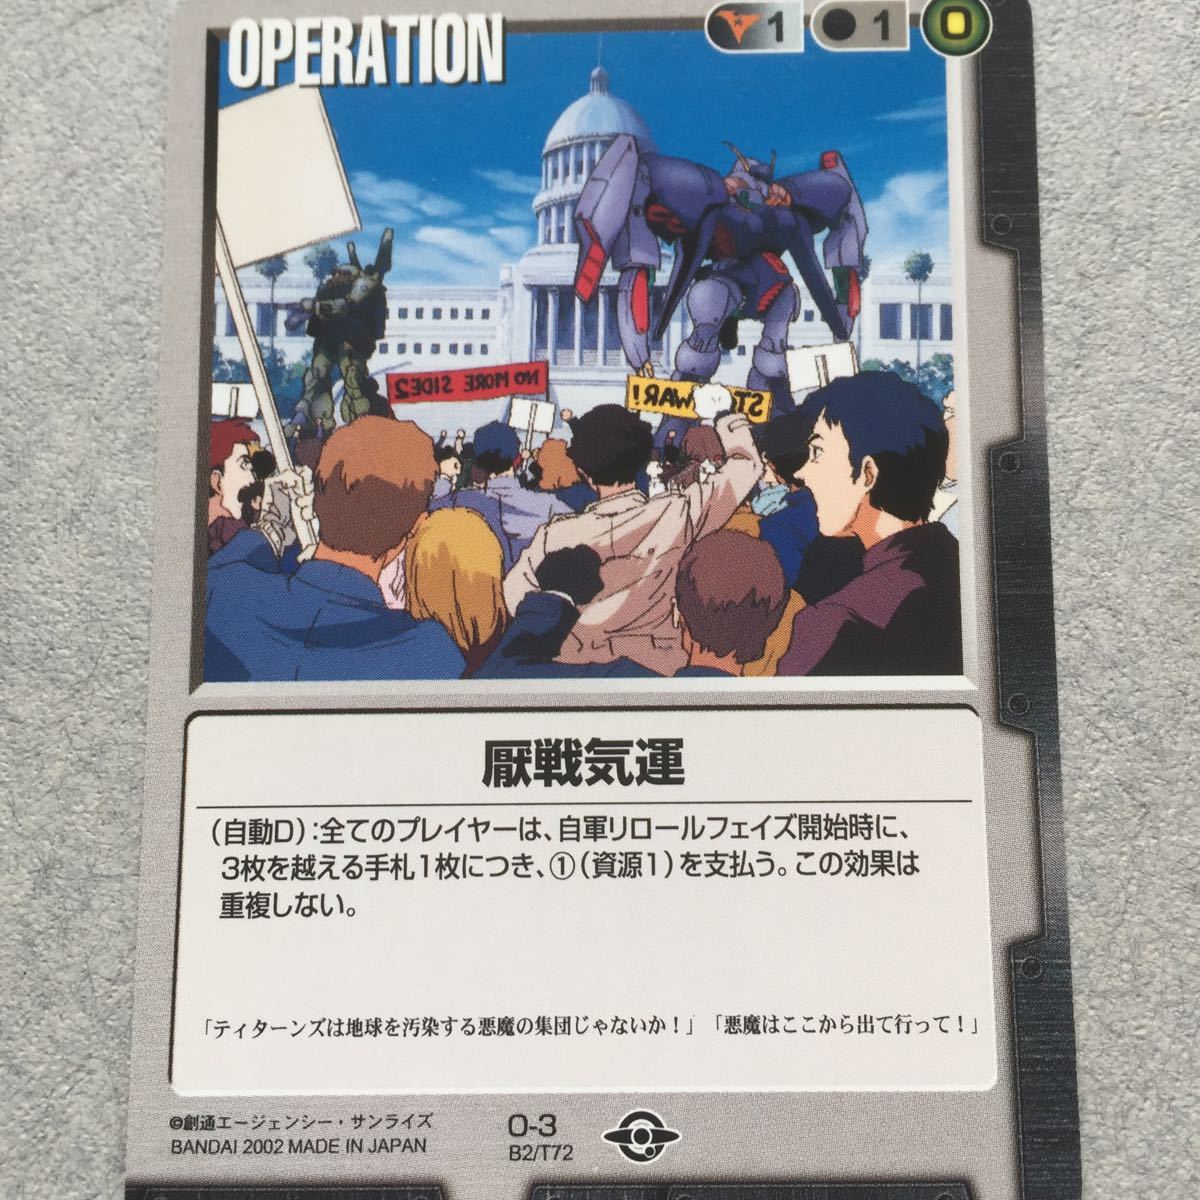 OPERATION
1
1
0
NO MORE SIDE2
ST WAR!
厭戦気運
(自動D):全てのプレイヤーは、自軍リロールフェイズ開始時に、
3枚を越える手札1枚につき、①(資源1)を支払う。この効果は
重複しない。
「ティターンズは地球を汚染する悪魔の集団じゃないか！」「悪魔はここから出て行って！」
©創通エージェンシー・サンライズ
BANDAI 2002 MADE IN JAPAN
O-3
B2/T72